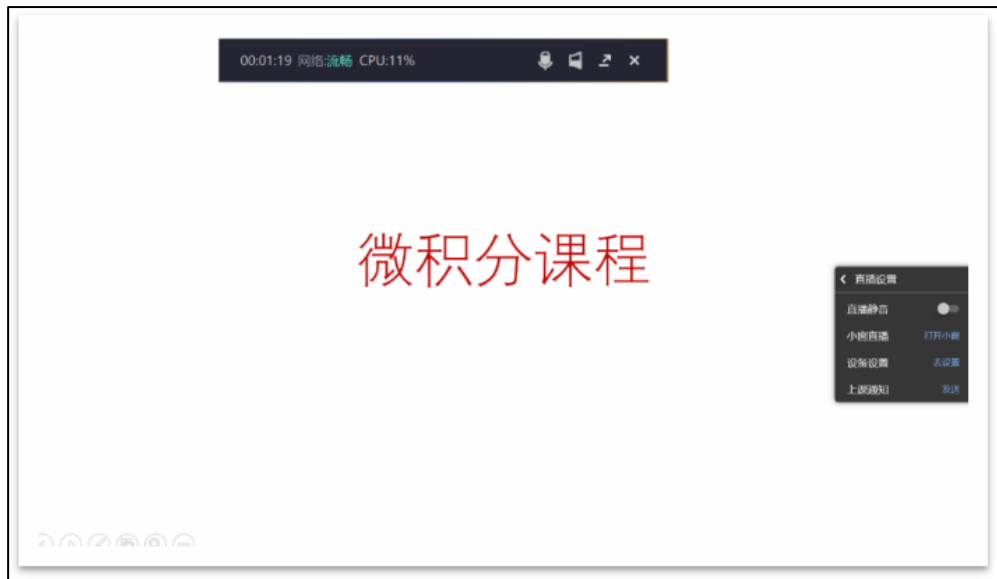 00:01:19 网络:流畅 CPU:11%
微积分课程
直播设置
直播静音
小窗直播 打开小窗
设备设置 去设置
上课通知 发送